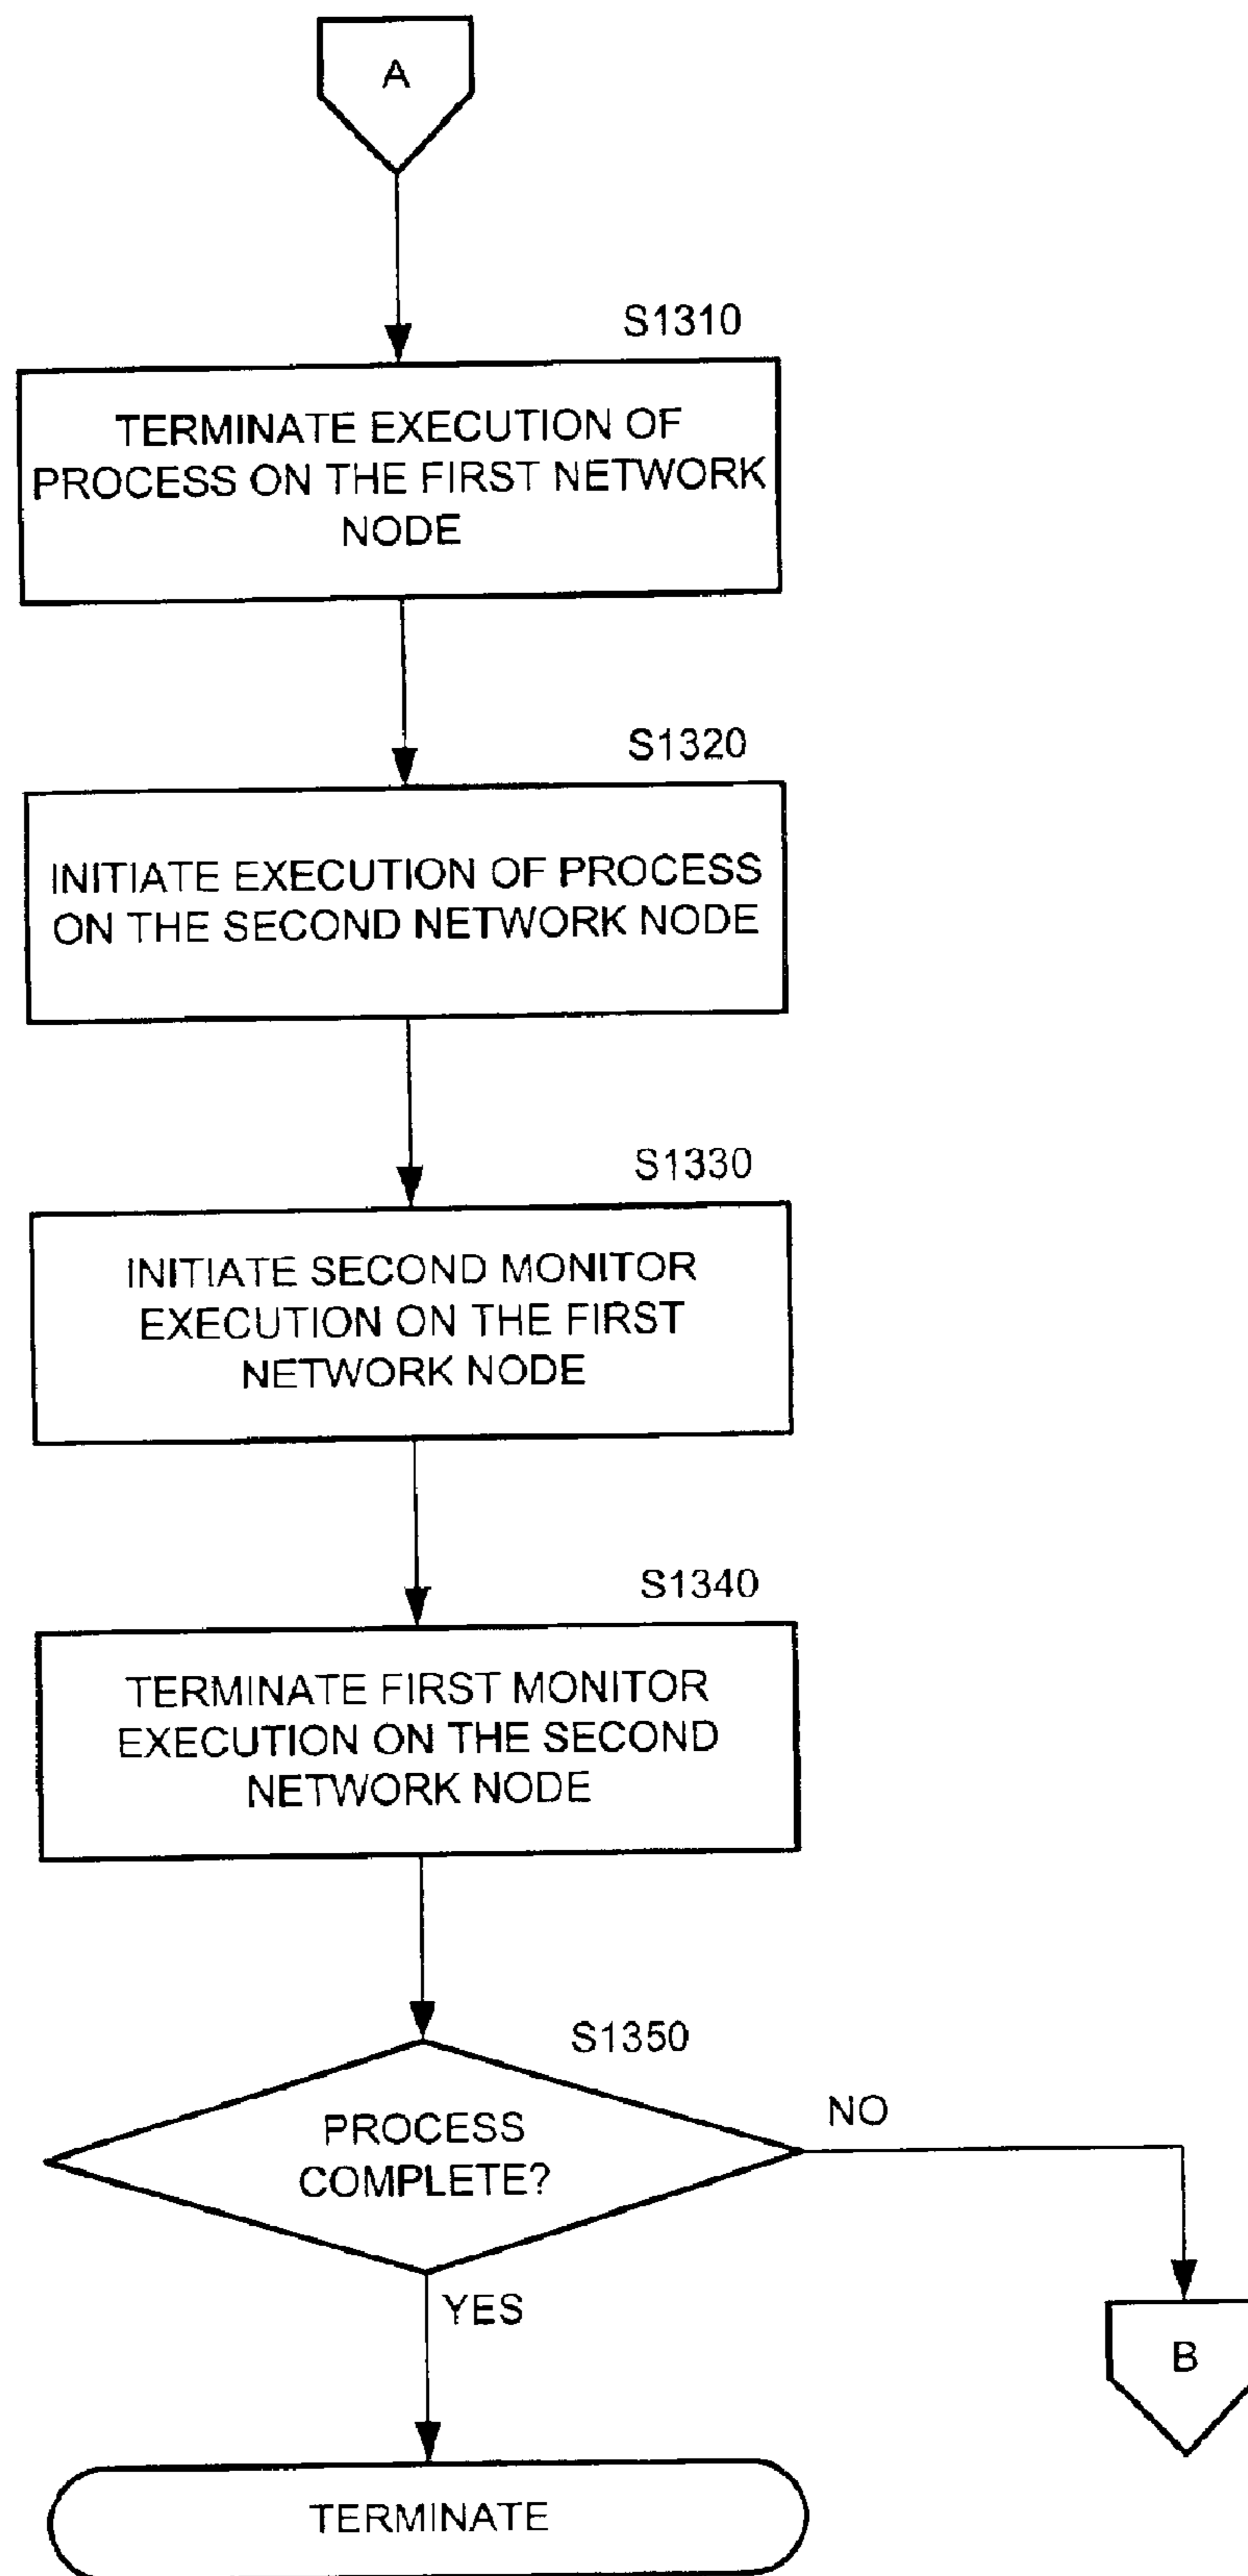 A
S1310
TERMINATE EXECUTION OF
PROCESS ON THE FIRST NETWORK
NODE
S1320
INITIATE EXECUTION OF PROCESS
ON THE SECOND NETWORK NODE
S1330
INITIATE SECOND MONITOR
EXECUTION ON THE FIRST
NETWORK NODE
S1340
TERMINATE FIRST MONITOR
EXECUTION ON THE SECOND
NETWORK NODE
S1350
PROCESS
COMPLETE?
NO
YES
B
TERMINATE